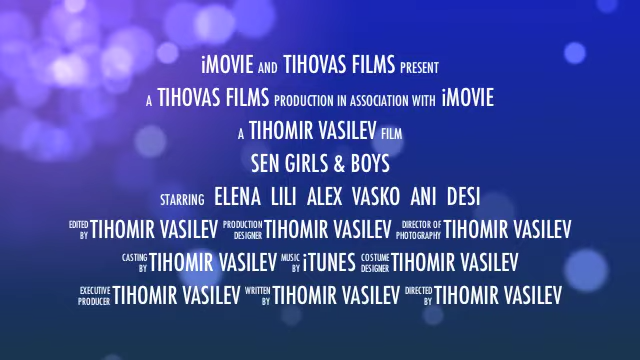 iMOVIE AND TIHOVAS FILMS PRESENT
A TIHOVAS FILMS PRODUCTION IN ASSOCIATION WITH iMOVIE
A TIHOMIR VASILEV FILM
SEN GIRLS & BOYS
STARRING ELENA LILI ALEX VASKO ANI DESI
EDITED BY TIHOMIR VASILEV PRODUCTION DESIGNER TIHOMIR VASILEV DIRECTOR OF PHOTOGRAPHY TIHOMIR VASILEV
CASTING BY TIHOMIR VASILEV MUSIC BY iTUNES COSTUME DESIGNER TIHOMIR VASILEV
EXECUTIVE PRODUCER TIHOMIR VASILEV WRITTEN BY TIHOMIR VASILEV DIRECTED BY TIHOMIR VASILEV